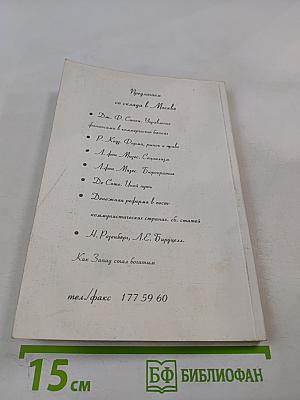 Предлагаем
со склада в Москве
• Дж. Ф. Синки. Управление
финансами в коммерческих банках
• Р. Коуз. Фирма, рынок и право
• Л. фон Мизес. Социализм
• Л. фон Мизес. Бюрократия
• Де Сото. Иной путь
• Денежная реформа в пост-
коммунистических странах. сб. статей
• Н. Розенберг, Л.Е. Бирдцелл.
Как Запад стал богатым
тел/факс 177 59 60
15 см
БФ БИБЛИОФАН